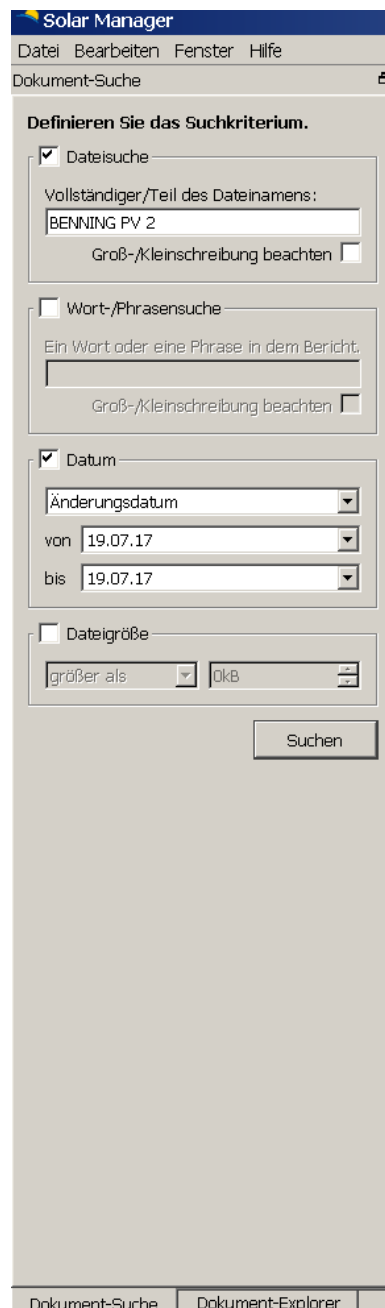 Solar Manager
Datei Bearbeiten Fenster Hilfe
Dokument-Suche
Definieren Sie das Suchkriterium.
Dateisuche
Vollständiger/Teil des Dateinamens:
BENNING PV 2
Groß-/Kleinschreibung beachten
Wort-/Phrasensuche
Ein Wort oder eine Phrase in dem Bericht.
Groß-/Kleinschreibung beachten
Datum
Änderungsdatum
von 19.07.17
bis 19.07.17
Dateigröße
größer als 0kB
Suchen
Dokument-Suche Dokument-Explorer